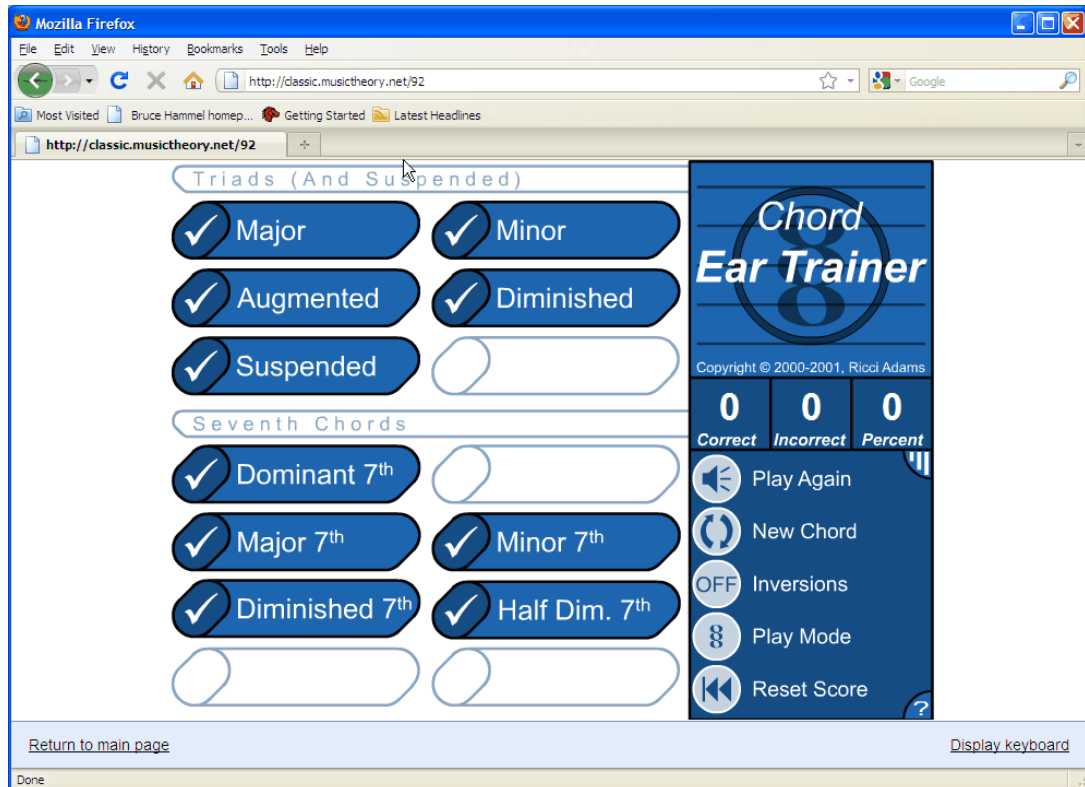 Mozilla Firefox
File Edit View History Bookmarks Tools Help
http://classic.musictheory.net/92
Google
Most Visited Bruce Hammel homep... Getting Started Latest Headlines
http://classic.musictheory.net/92
Triads (And Suspended)
Major
Minor
Augmented
Diminished
Suspended
Seventh Chords
Dominant 7th
Major 7th
Minor 7th
Diminished 7th
Half Dim. 7th
Chord
Ear Trainer
Copyright © 2000-2001, Ricci Adams
0 0 0
Correct Incorrect Percent
Play Again
New Chord
OFF Inversions
8 Play Mode
Reset Score
?
Return to main page
Display keyboard
Done